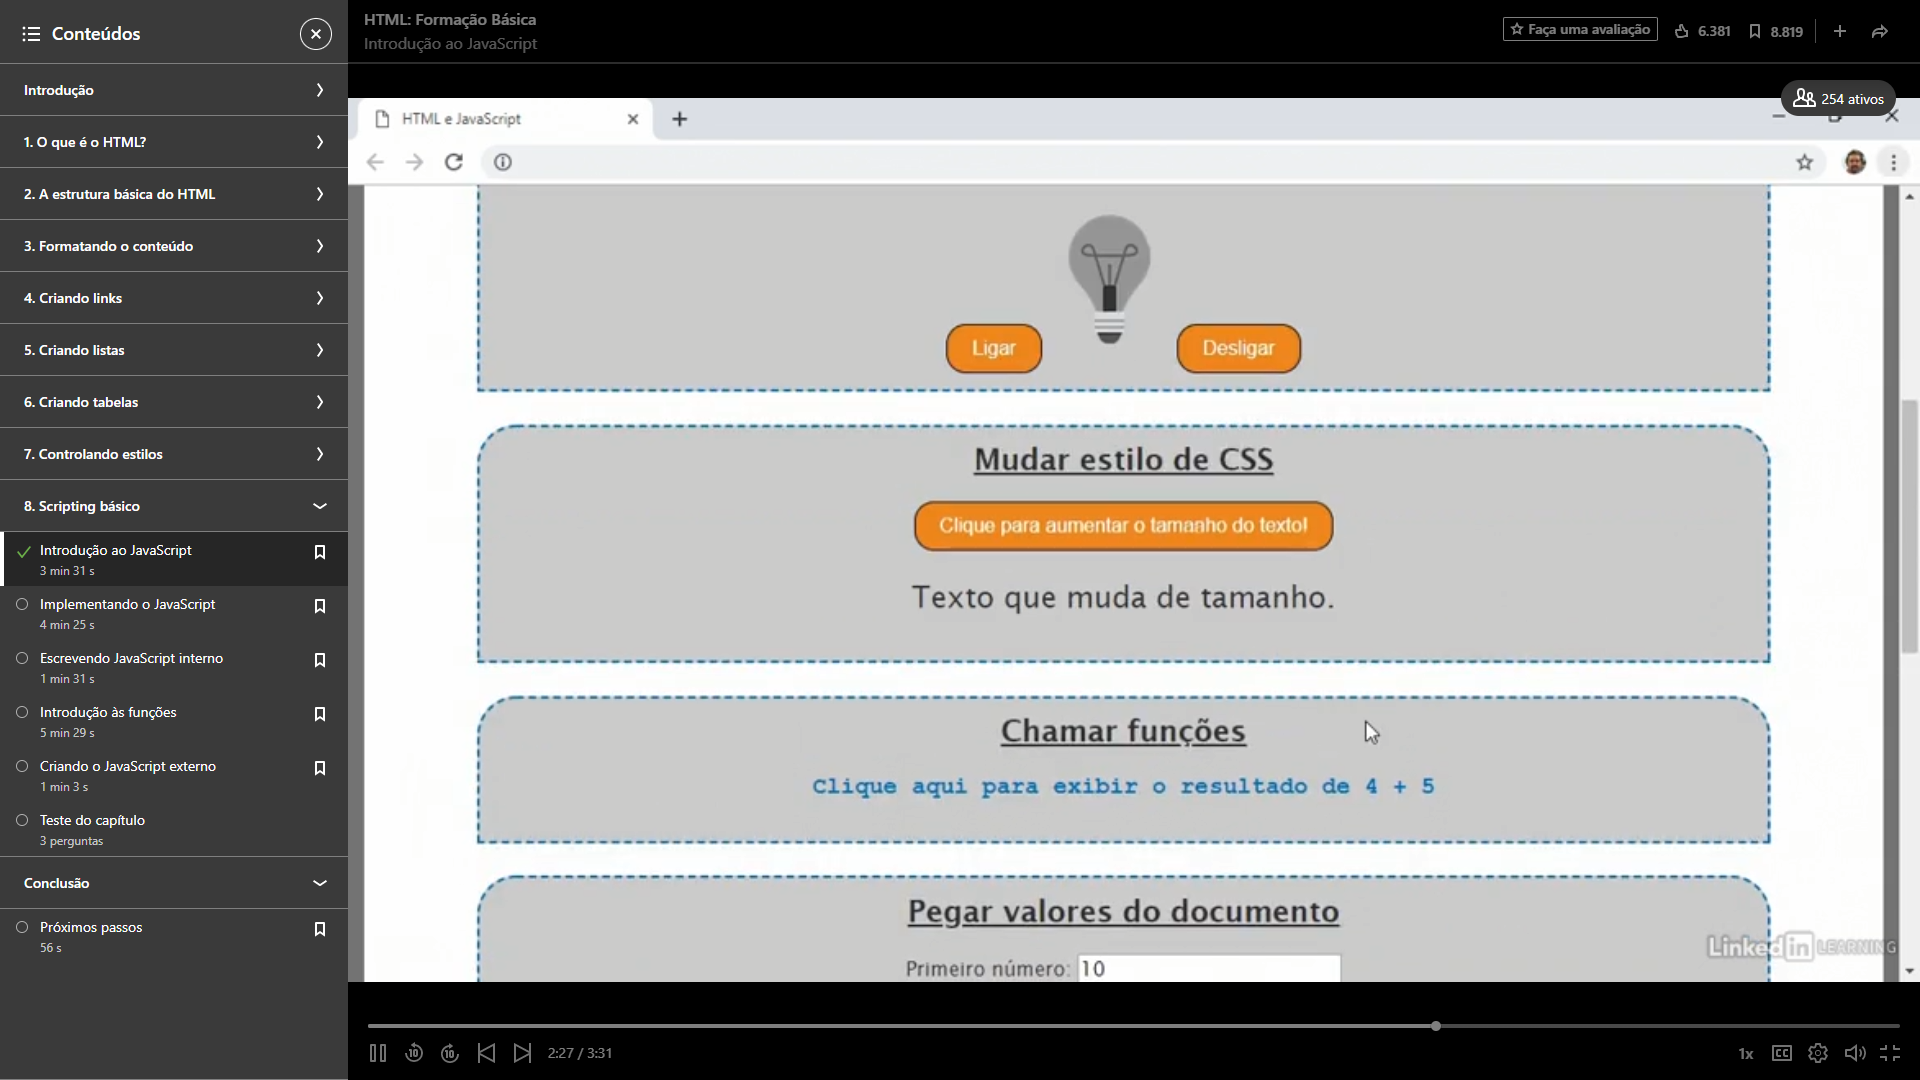 Conteúdos
Introdução
1. O que é o HTML?
2. A estrutura básica do HTML
3. Formatando o conteúdo
4. Criando links
5. Criando listas
6. Criando tabelas
7. Controlando estilos
8. Scripting básico
Introdução ao JavaScript
3 min 31 s
Implementando o JavaScript
4 min 25 s
Escrevendo JavaScript interno
1 min 31 s
Introdução às funções
5 min 29 s
Criando o JavaScript externo
1 min 3 s
Teste do capítulo
3 perguntas
Conclusão
Próximos passos
56 s
HTML: Formação Básica
Introdução ao JavaScript
Faça uma avaliação
6.381
8.819
254 ativos
HTML e JavaScript
Ligar
Desligar
Mudar estilo de CSS
Clique para aumentar o tamanho do texto!
Texto que muda de tamanho.
Chamar funções
Clique aqui para exibir o resultado de 4 + 5
Pegar valores do documento
Primeiro número: 10
Linked in LEARNING
10
10
2:27 / 3:31
1x
CC